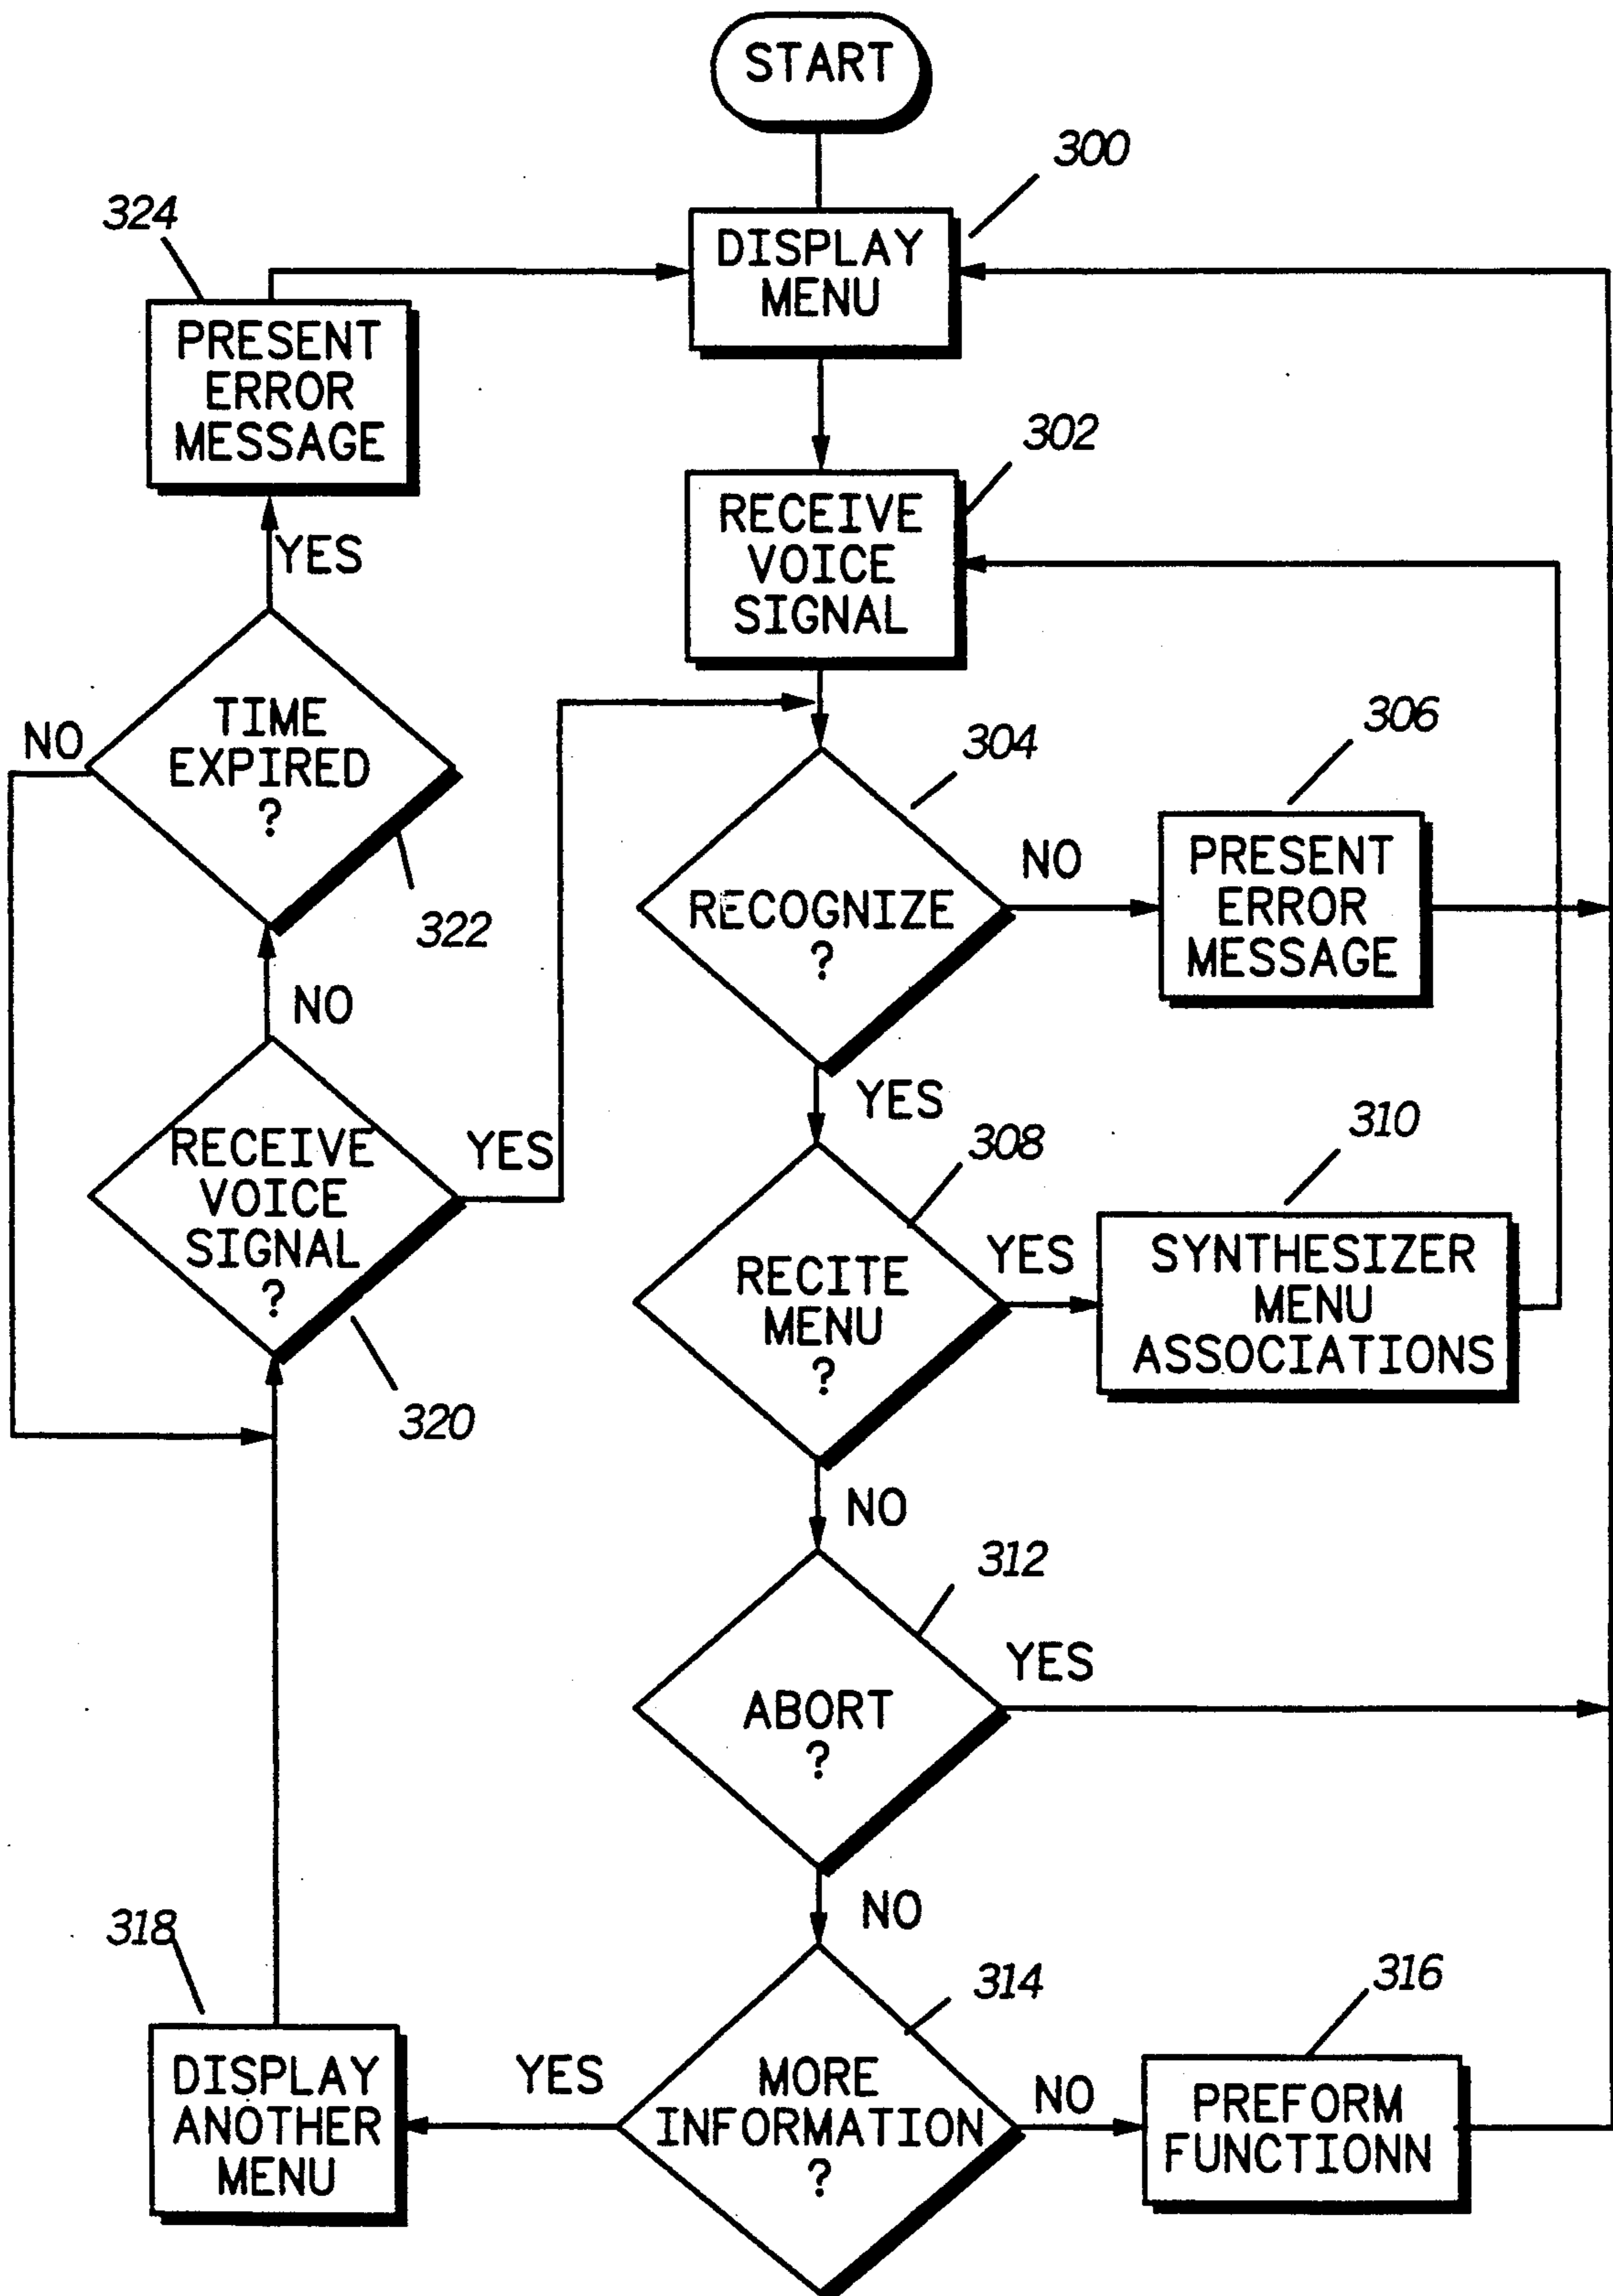 START
300
DISPLAY
MENU
324
PRESENT
ERROR
MESSAGE
302
RECEIVE
VOICE
SIGNAL
YES
TIME
EXPIRED
?
NO
322
304
RECOGNIZE
?
NO
306
PRESENT
ERROR
MESSAGE
NO
YES
RECEIVE
VOICE
SIGNAL
?
YES
320
308
RECITE
MENU
?
YES
310
SYNTHESIZER
MENU
ASSOCIATIONS
NO
312
ABORT
?
YES
NO
318
DISPLAY
ANOTHER
MENU
YES
314
MORE
INFORMATION
?
NO
316
PREFORM
FUNCTIONN